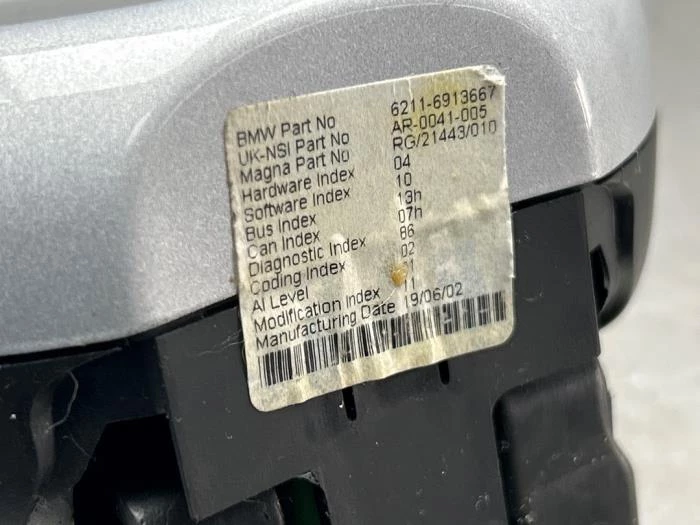 BMW Part No 6211-6913667
UK-NSI Part No AR-0041-005
Magna Part No RG/21443/010
Hardware Index 04
Software Index 10
Bus Index 13h
Can Index 07h
Diagnostic Index 86
Coding Index 02
AI Level
Modification Index 11
Manufacturing Date 19/06/02